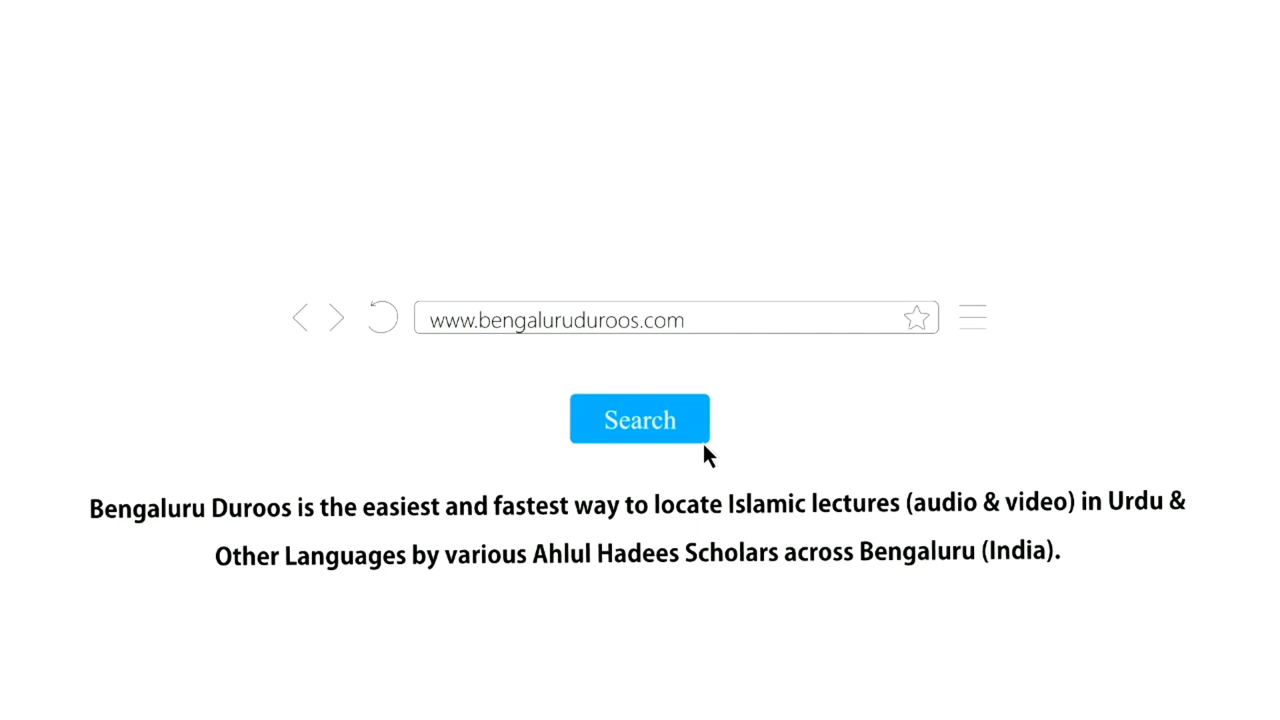 www.bengaluruduroos.com
Search
Bengaluru Duroos is the easiest and fastest way to locate Islamic lectures (audio & video) in Urdu &
Other Languages by various Ahlul Hadees Scholars across Bengaluru (India).